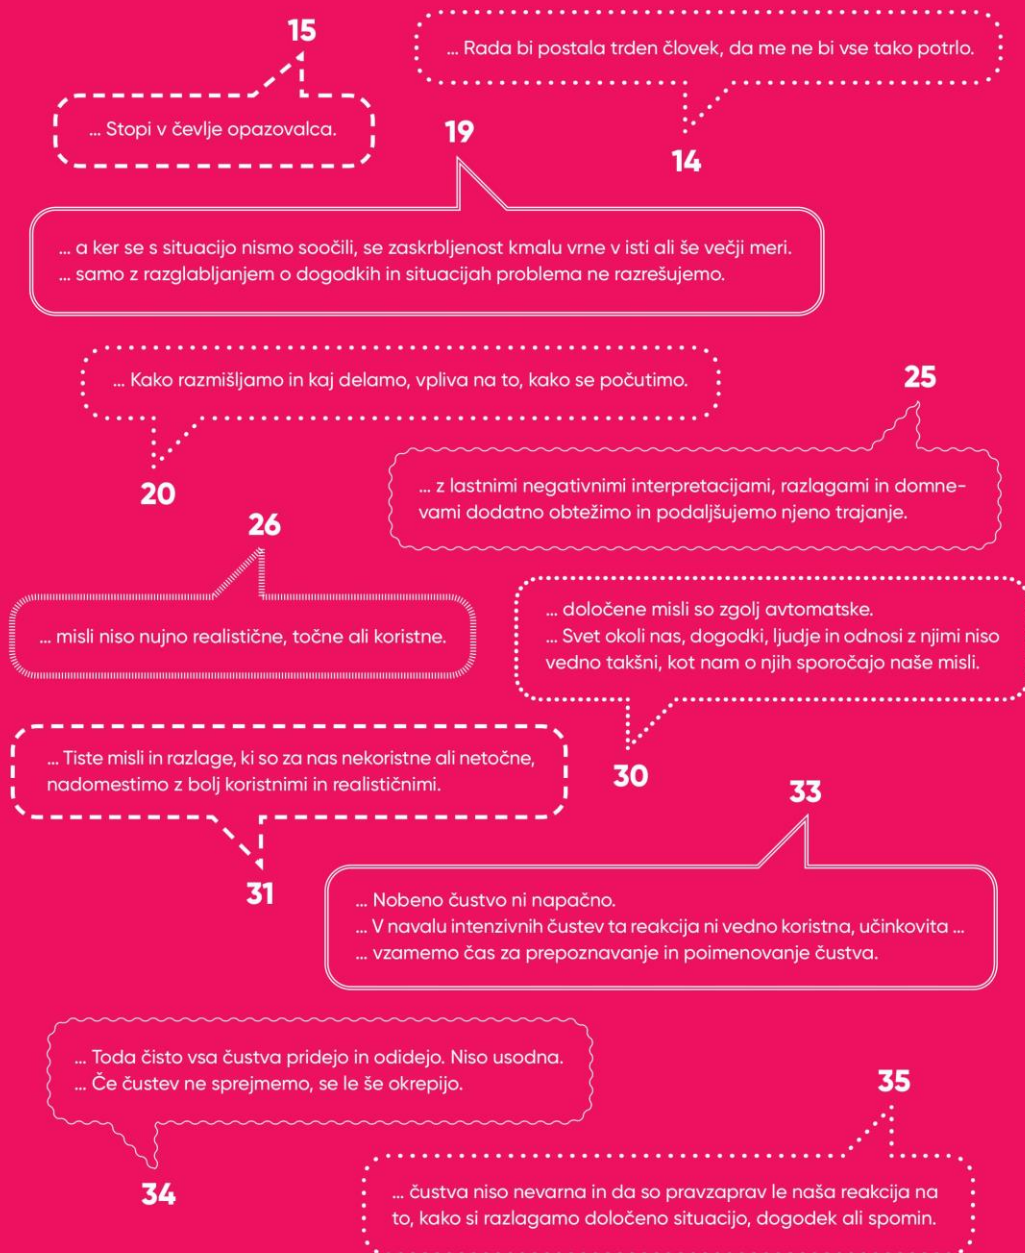 15
... Rada bi postala trden človek, da me ne bi vse tako potrlo.
14
... Stopi v čevlje opazovalca.
19
... a ker se s situacijo nismo soočili, se zaskrbljenost kmalu vrne v isti ali še večji meri.
... samo z razglabljanjem o dogodkih in situacijah problema ne razrešujemo.
... Kako razmišljamo in kaj delamo, vpliva na to, kako se počutimo.
20
25
... z lastnimi negativnimi interpretacijami, razlagami in domne-
vami dodatno obtežimo in podaljšujemo njeno trajanje.
26
... misli niso nujno realistične, točne ali koristne.
... določene misli so zgolj avtomatske.
... Svet okoli nas, dogodki, ljudje in odnosi z njimi niso
vedno takšni, kot nam o njih sporočajo naše misli.
30
... Tiste misli in razlage, ki so za nas nekoristne ali netočne,
nadomestimo z bolj koristnimi in realističnimi.
31
33
... Nobeno čustvo ni napačno.
... V navalu intenzivnih čustev ta reakcija ni vedno koristna, učinkovita ...
... vzamemo čas za prepoznavanje in poimenovanje čustva.
... Toda čisto vsa čustva pridejo in odidejo. Niso usodna.
... Če čustev ne sprejmemo, se le še okrepijo.
34
35
... čustva niso nevarna in da so pravzaprav le naša reakcija na
to, kako si razlagamo določeno situacijo, dogodek ali spomin.